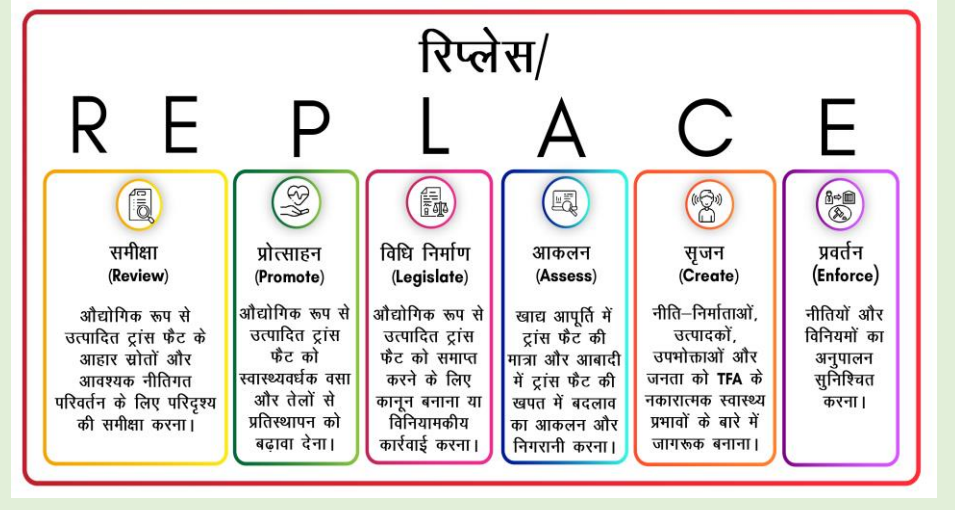 रिप्लेस/
R E P L A C E
समीक्षा
(Review)
औद्योगिक रूप से
उत्पादित ट्रांस फैट के
आहार स्रोतों और
आवश्यक नीतिगत
परिवर्तन के लिए परिदृश्य
की समीक्षा करना।
प्रोत्साहन
(Promote)
औद्योगिक रूप से
उत्पादित ट्रांस
फैट को
स्वास्थ्यवर्धक वसा
और तेलों से
प्रतिस्थापन को
बढ़ावा देना।
विधि निर्माण
(Legislate)
औद्योगिक रूप से
उत्पादित ट्रांस
फैट को समाप्त
करने के लिए
कानून बनाना या
विनियामकीय
कार्रवाई करना।
आकलन
(Assess)
खाद्य आपूर्ति में
ट्रांस फैट की
मात्रा और आबादी
में ट्रांस फैट की
खपत में बदलाव
का आकलन और
निगरानी करना।
सृजन
(Create)
नीति–निर्माताओं,
उत्पादकों,
उपभोक्ताओं और
जनता को TFA के
नकारात्मक स्वास्थ्य
प्रभावों के बारे में
जागरूक बनाना।
प्रवर्तन
(Enforce)
नीतियों और
विनियमों का
अनुपालन
सुनिश्चित
करना।